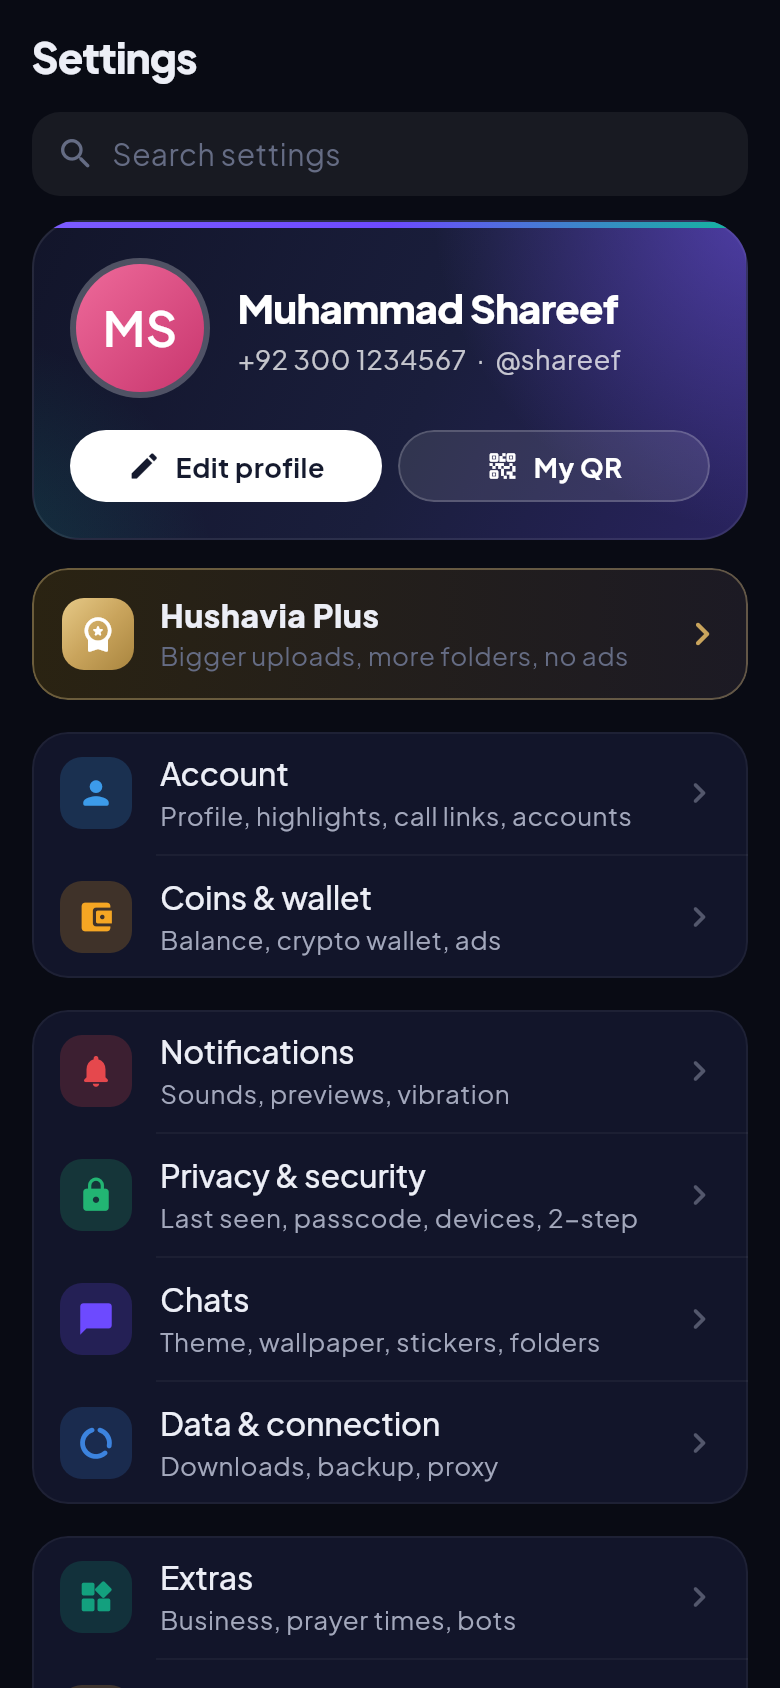 Settings
Search settings
MS
Muhammad Shareef
+92 300 1234567 · @shareef
Edit profile
My QR
Hushavia Plus
Bigger uploads, more folders, no ads
Account
Profile, highlights, call links, accounts
Coins & wallet
Balance, crypto wallet, ads
Notifications
Sounds, previews, vibration
Privacy & security
Last seen, passcode, devices, 2-step
Chats
Theme, wallpaper, stickers, folders
Data & connection
Downloads, backup, proxy
Extras
Business, prayer times, bots